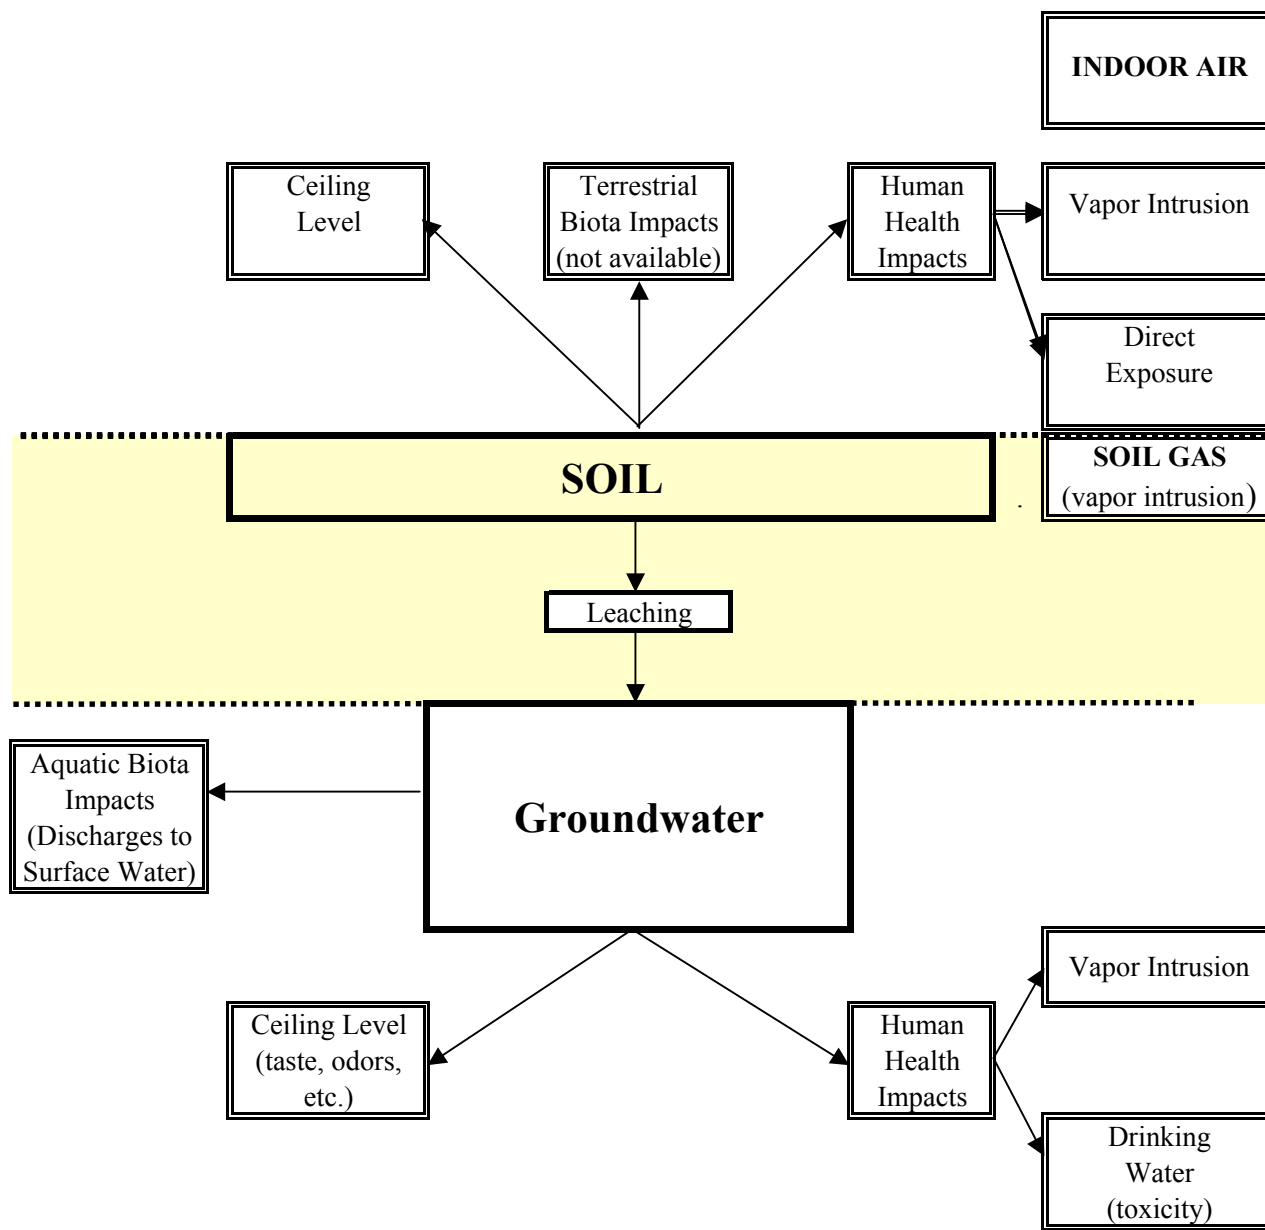 INDOOR AIR
Ceiling
Level
Terrestrial
Biota Impacts
(not available)
Human
Health
Impacts
Vapor Intrusion
Direct
Exposure
SOIL
SOIL GAS
(vapor intrusion)
Leaching
Groundwater
Aquatic Biota
Impacts
(Discharges to
Surface Water)
Ceiling Level
(taste, odors,
etc.)
Human
Health
Impacts
Vapor Intrusion
Drinking
Water
(toxicity)